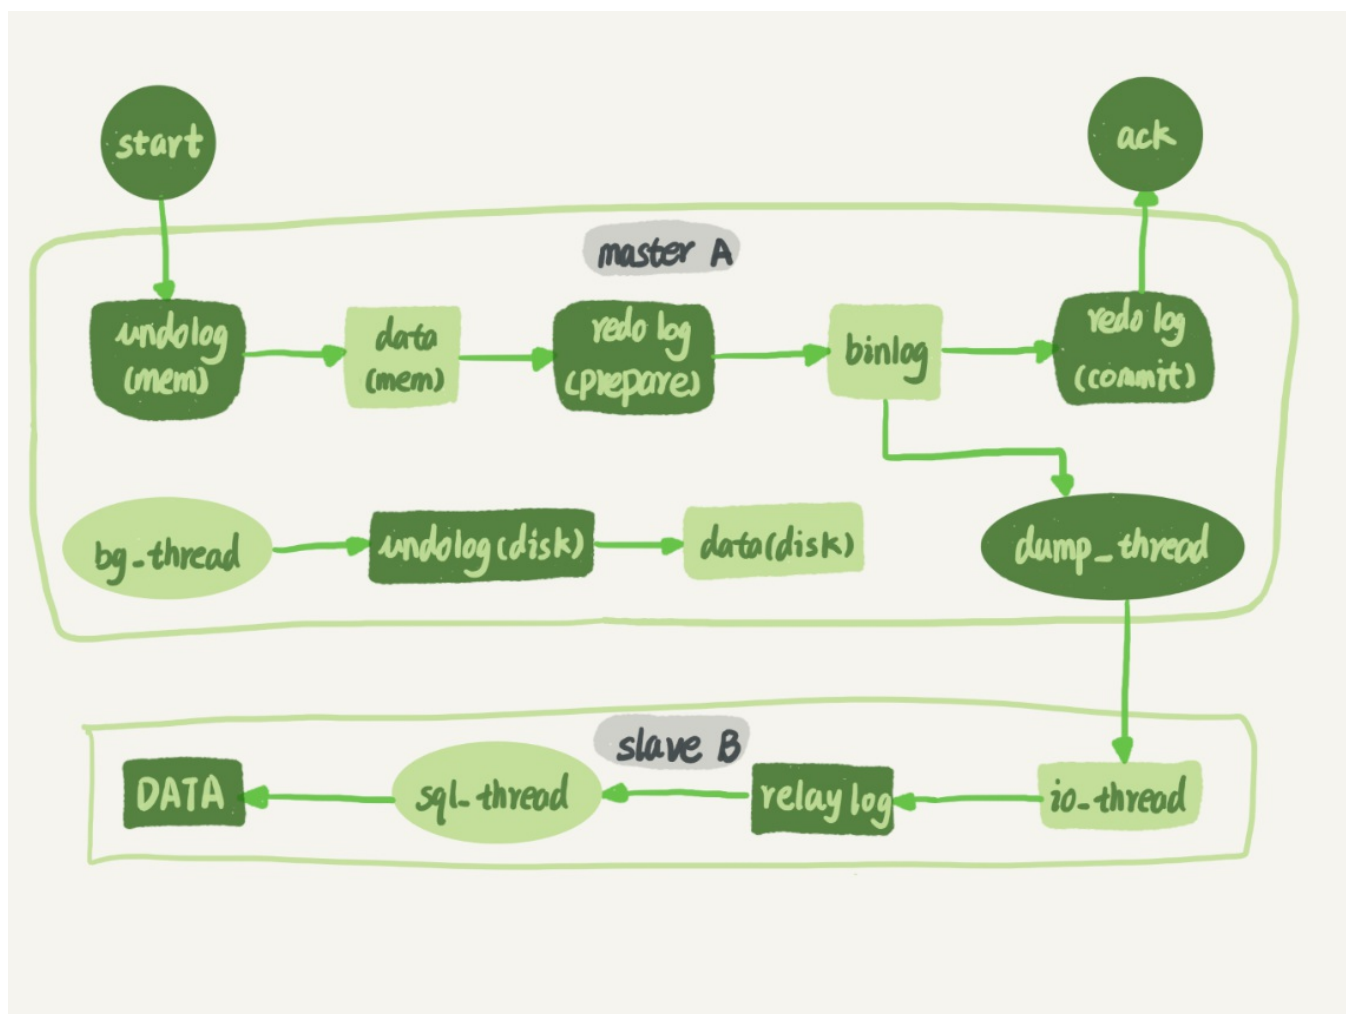 start
ack
master A
undolog
(mem)
data
(mem)
redo log
(prepare)
binlog
redo log
(commit)
bg_thread
undolog(disk)
data(disk)
dump_thread
slave B
DATA
sql_thread
relay log
io_thread